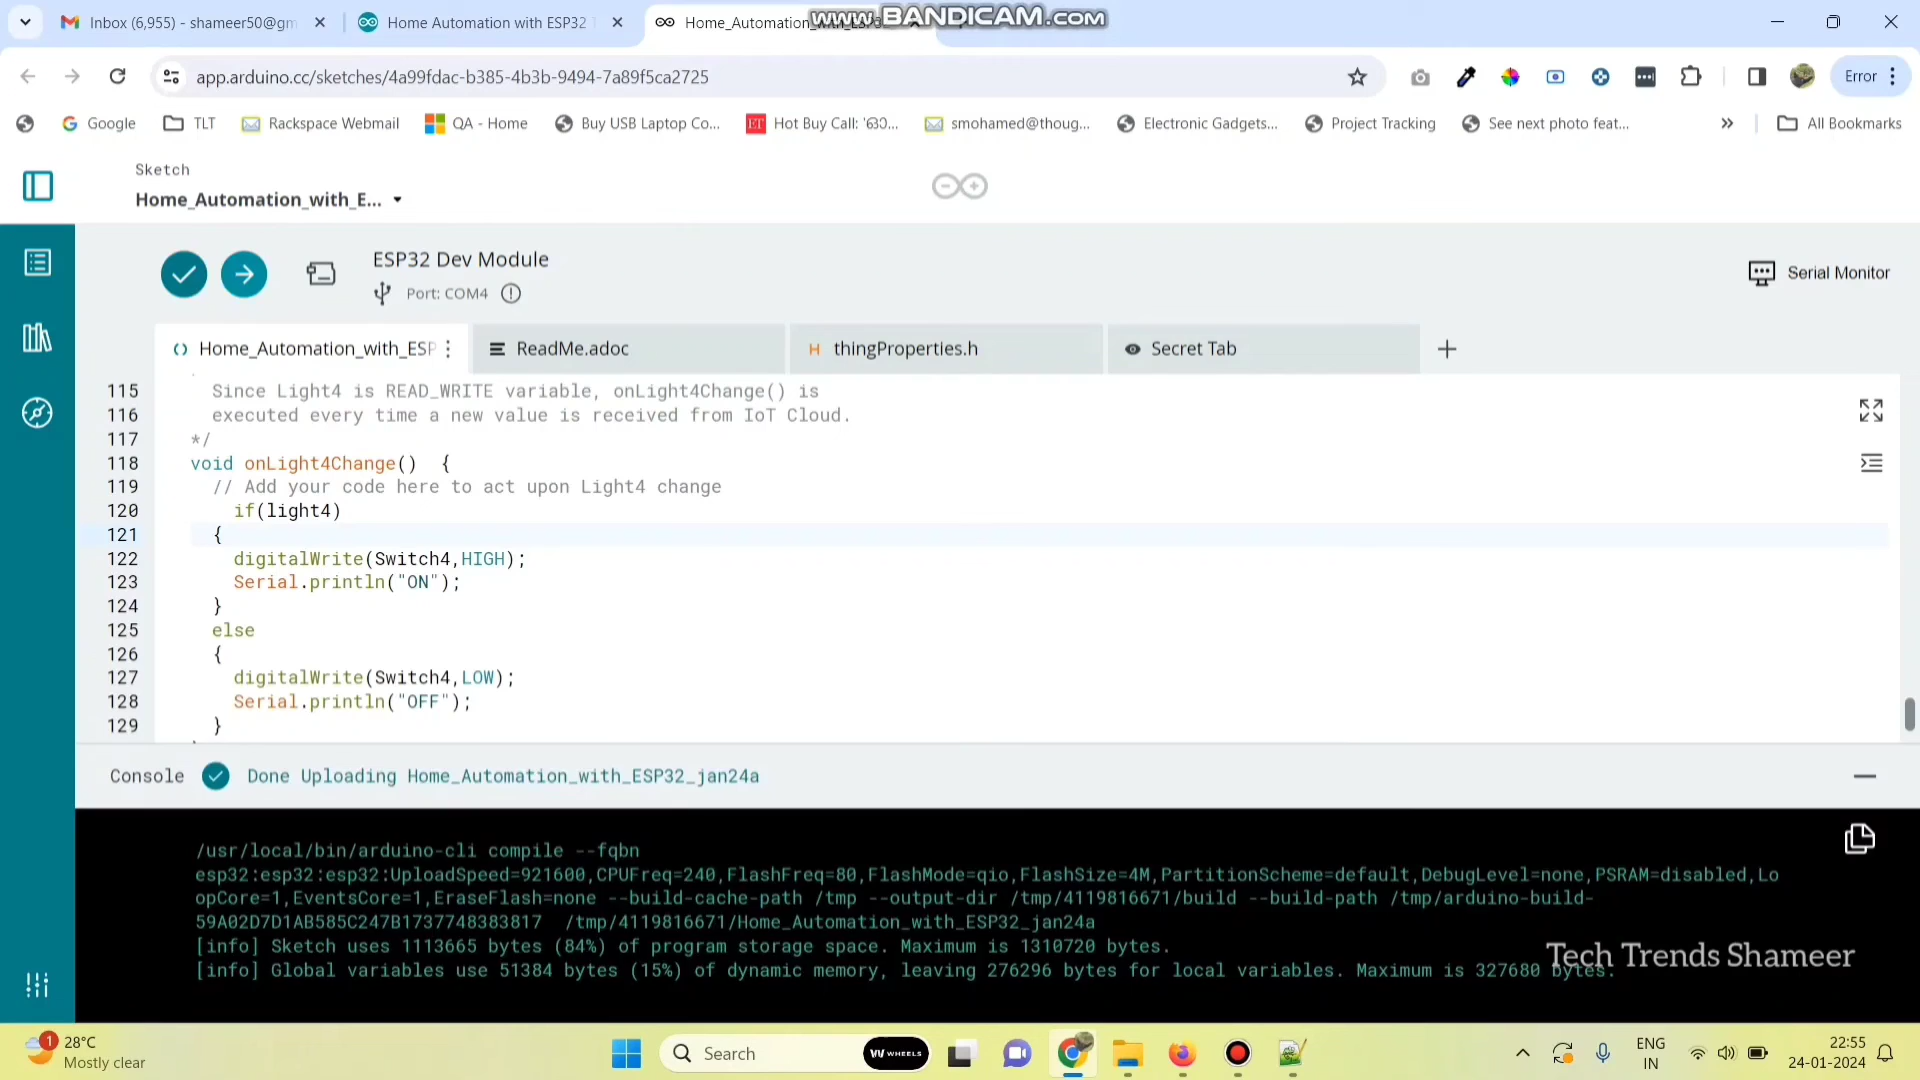 Inbox (6,955) - shameer50@gm
Home Automation with ESP32 T
Home_Automation_with_ESP3
www.BANDICAM.com
app.arduino.cc/sketches/4a99fdac-b385-4b3b-9494-7a89f5ca2725
Error
Google
TLT
Rackspace Webmail
QA - Home
Buy USB Laptop Co...
Hot Buy Call:
smohamed@thoug...
Electronic Gadgets...
Project Tracking
See next photo feat...
All Bookmarks
Sketch
Home_Automation_with_E...
ESP32 Dev Module
Port: COM4
Serial Monitor
Home_Automation_with_ESP
ReadMe.adoc
thingProperties.h
Secret Tab
115 Since Light4 is READ_WRITE variable, onLight4Change() is
116 executed every time a new value is received from IoT Cloud.
117 */
118 void onLight4Change()  {
119 // Add your code here to act upon Light4 change
120 if(light4)
121 {
122 digitalWrite(Switch4,HIGH);
123 Serial.println("ON");
124 }
125 else
126 {
127 digitalWrite(Switch4,LOW);
128 Serial.println("OFF");
129 }
Console
Done Uploading Home_Automation_with_ESP32_jan24a
/usr/local/bin/arduino-cli compile --fqbn
esp32:esp32:esp32:UploadSpeed=921600,CPUFreq=240,FlashFreq=80,FlashMode=qio,FlashSize=4M,PartitionScheme=default,DebugLevel=none,PSRAM=disabled,Lo
opCore=1,EventsCore=1,EraseFlash=none --build-cache-path /tmp --output-dir /tmp/4119816671/build --build-path /tmp/arduino-build-
59A02D7D1AB585C247B1737748383817  /tmp/4119816671/Home_Automation_with_ESP32_jan24a
[info] Sketch uses 1113665 bytes (84%) of program storage space. Maximum is 1310720 bytes.
[info] Global variables use 51384 bytes (15%) of dynamic memory, leaving 276296 bytes for local variables. Maximum is 327680 bytes.
Tech Trends Shameer
1
28°C
Mostly clear
Search
WHEELS
ENG
IN
22:55
24-01-2024